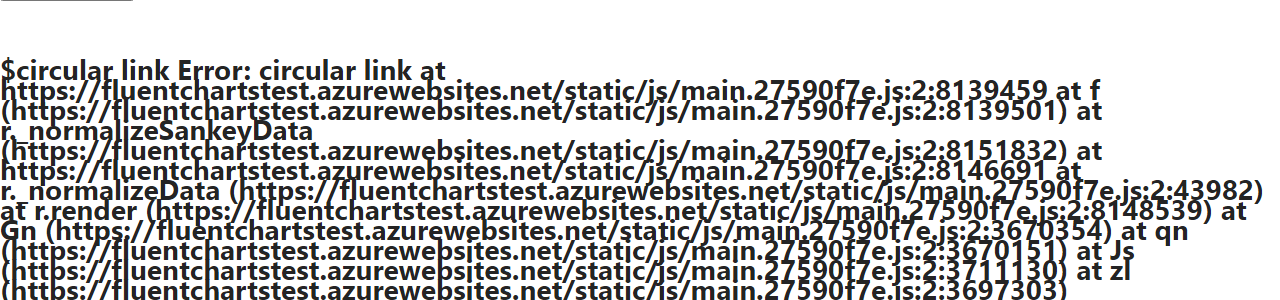 $circular link Error: circular link at
https://fluentchartstest.azurewebsites.net/static/js/main.27590f7e.js:2:8139459 at f
(https://fluentchartstest.azurewebsites.net/static/js/main.27590f7e.js:2:8139501) at
r._normalizeSankeyData
(https://fluentchartstest.azurewebsites.net/static/js/main.27590f7e.js:2:8151832) at
https://fluentchartstest.azurewebsites.net/static/js/main.27590f7e.js:2:8146691 at
r._normalizeData (https://fluentchartstest.azurewebsites.net/static/js/main.27590f7e.js:2:43982)
at r.render (https://fluentchartstest.azurewebsites.net/static/js/main.27590f7e.js:2:8148539) at
Gn (https://fluentchartstest.azurewebsites.net/static/js/main.27590f7e.js:2:3670354) at qn
(https://fluentchartstest.azurewebsites.net/static/js/main.27590f7e.js:2:3670151) at Js
(https://fluentchartstest.azurewebsites.net/static/js/main.27590f7e.js:2:3711130) at zl
(https://fluentchartstest.azurewebsites.net/static/js/main.27590f7e.js:2:3697303)